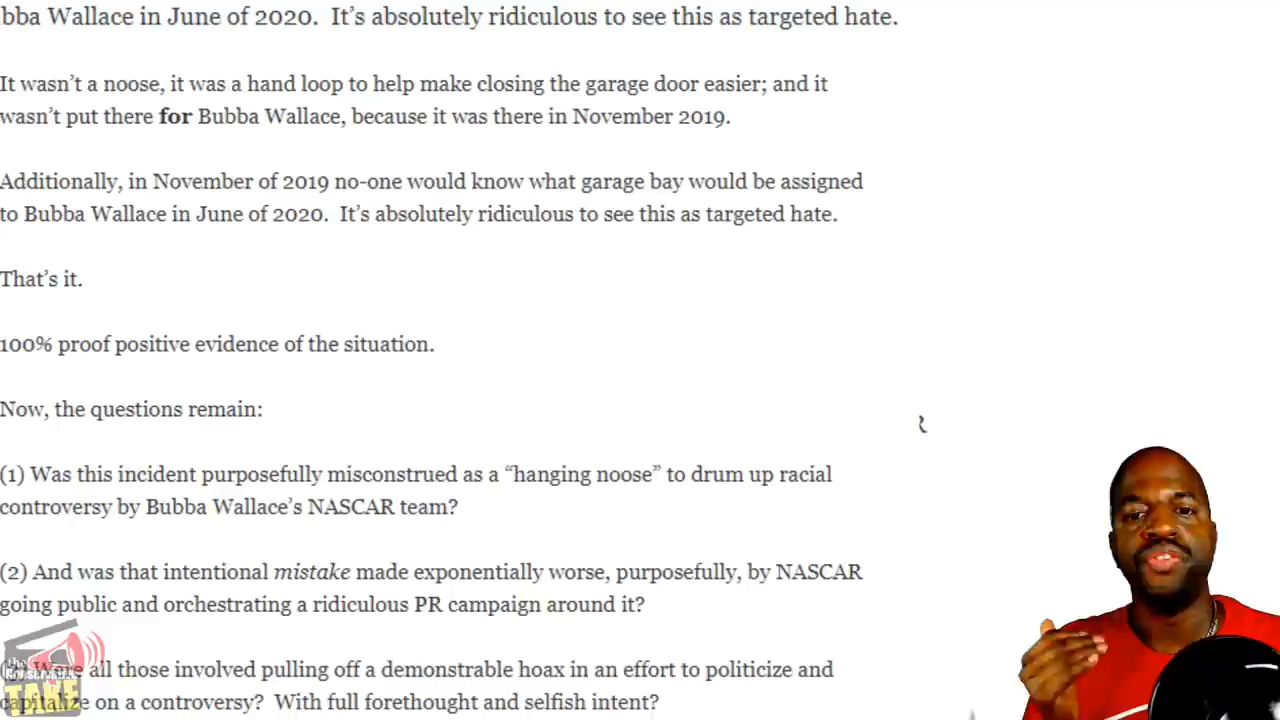 bba Wallace in June of 2020. It's absolutely ridiculous to see this as targeted hate.
It wasn't a noose, it was a hand loop to help make closing the garage door easier; and it
wasn't put there for Bubba Wallace, because it was there in November 2019.
Additionally, in November of 2019 no-one would know what garage bay would be assigned
to Bubba Wallace in June of 2020. It's absolutely ridiculous to see this as targeted hate.
That's it.
100% proof positive evidence of the situation.
Now, the questions remain:
R
(1) Was this incident purposefully misconstrued as a “hanging noose” to drum up racial
controversy by Bubba Wallace's NASCAR team?
(2) And was that intentional mistake made exponentially worse, purposefully, by NASCAR
going public and orchestrating a ridiculous PR campaign around it?
all those involved pulling off a demonstrable hoax in an effort to politicize and
capitalize on a controversy? With full forethought and selfish intent?
the
TAKE